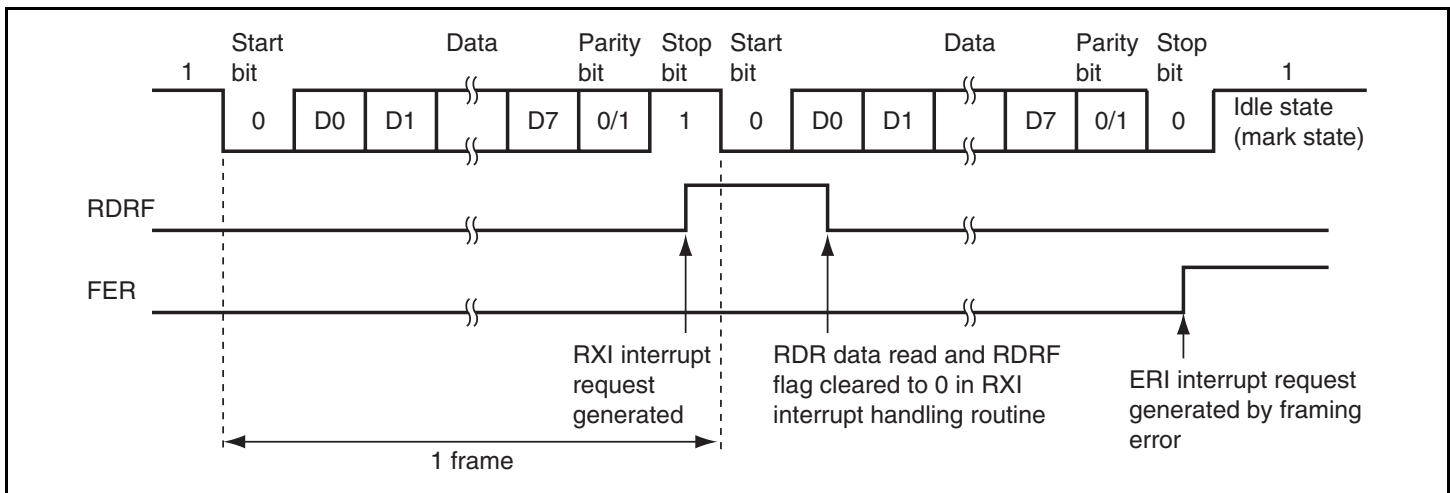 Start bit
Data
Parity bit
Stop bit
Start bit
Data
Parity bit
Stop bit
1
1
0
D0
D1
D7
0/1
1
0
D0
D1
D7
0/1
0
Idle state
(mark state)
RDRF
FER
RXI interrupt
request
generated
RDR data read and RDRF
flag cleared to 0 in RXI
interrupt handling routine
ERI interrupt request
generated by framing
error
1 frame